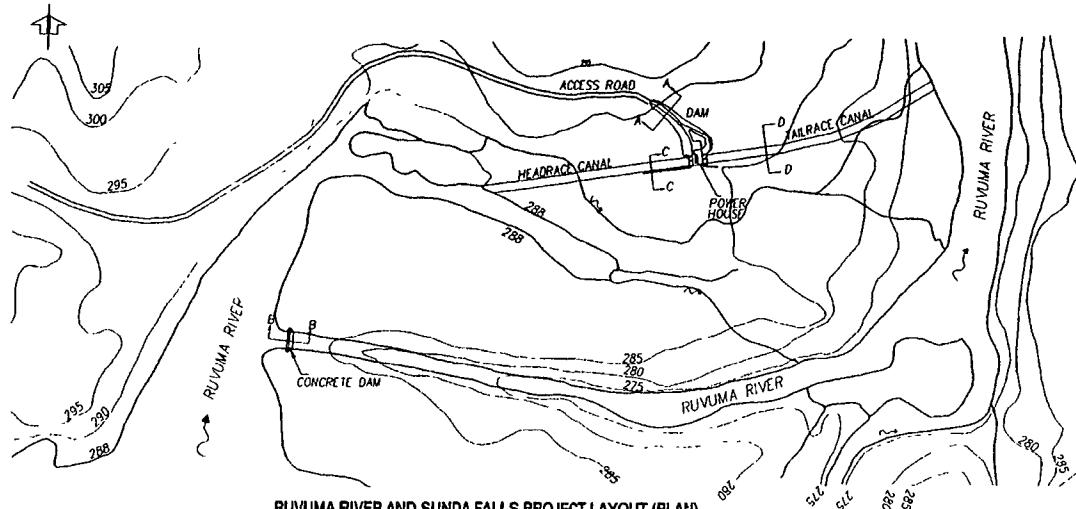 305
300
295
ACCESS ROAD
A
A
DAM
D
TAILRACE CANAL
C
HEADRACE CANAL
C
D
POWER
HOUSE
288
288
RUVUMA RIVER
RUVUMA RIVER
B
B
CONCRETE DAM
285
280
275
RUVUMA RIVER
295
290
288
285
280
275
275
280
285
280
285
RUVUMA RIVER AND SUNDA FALLS PROJECT LAYOUT (PLAN)